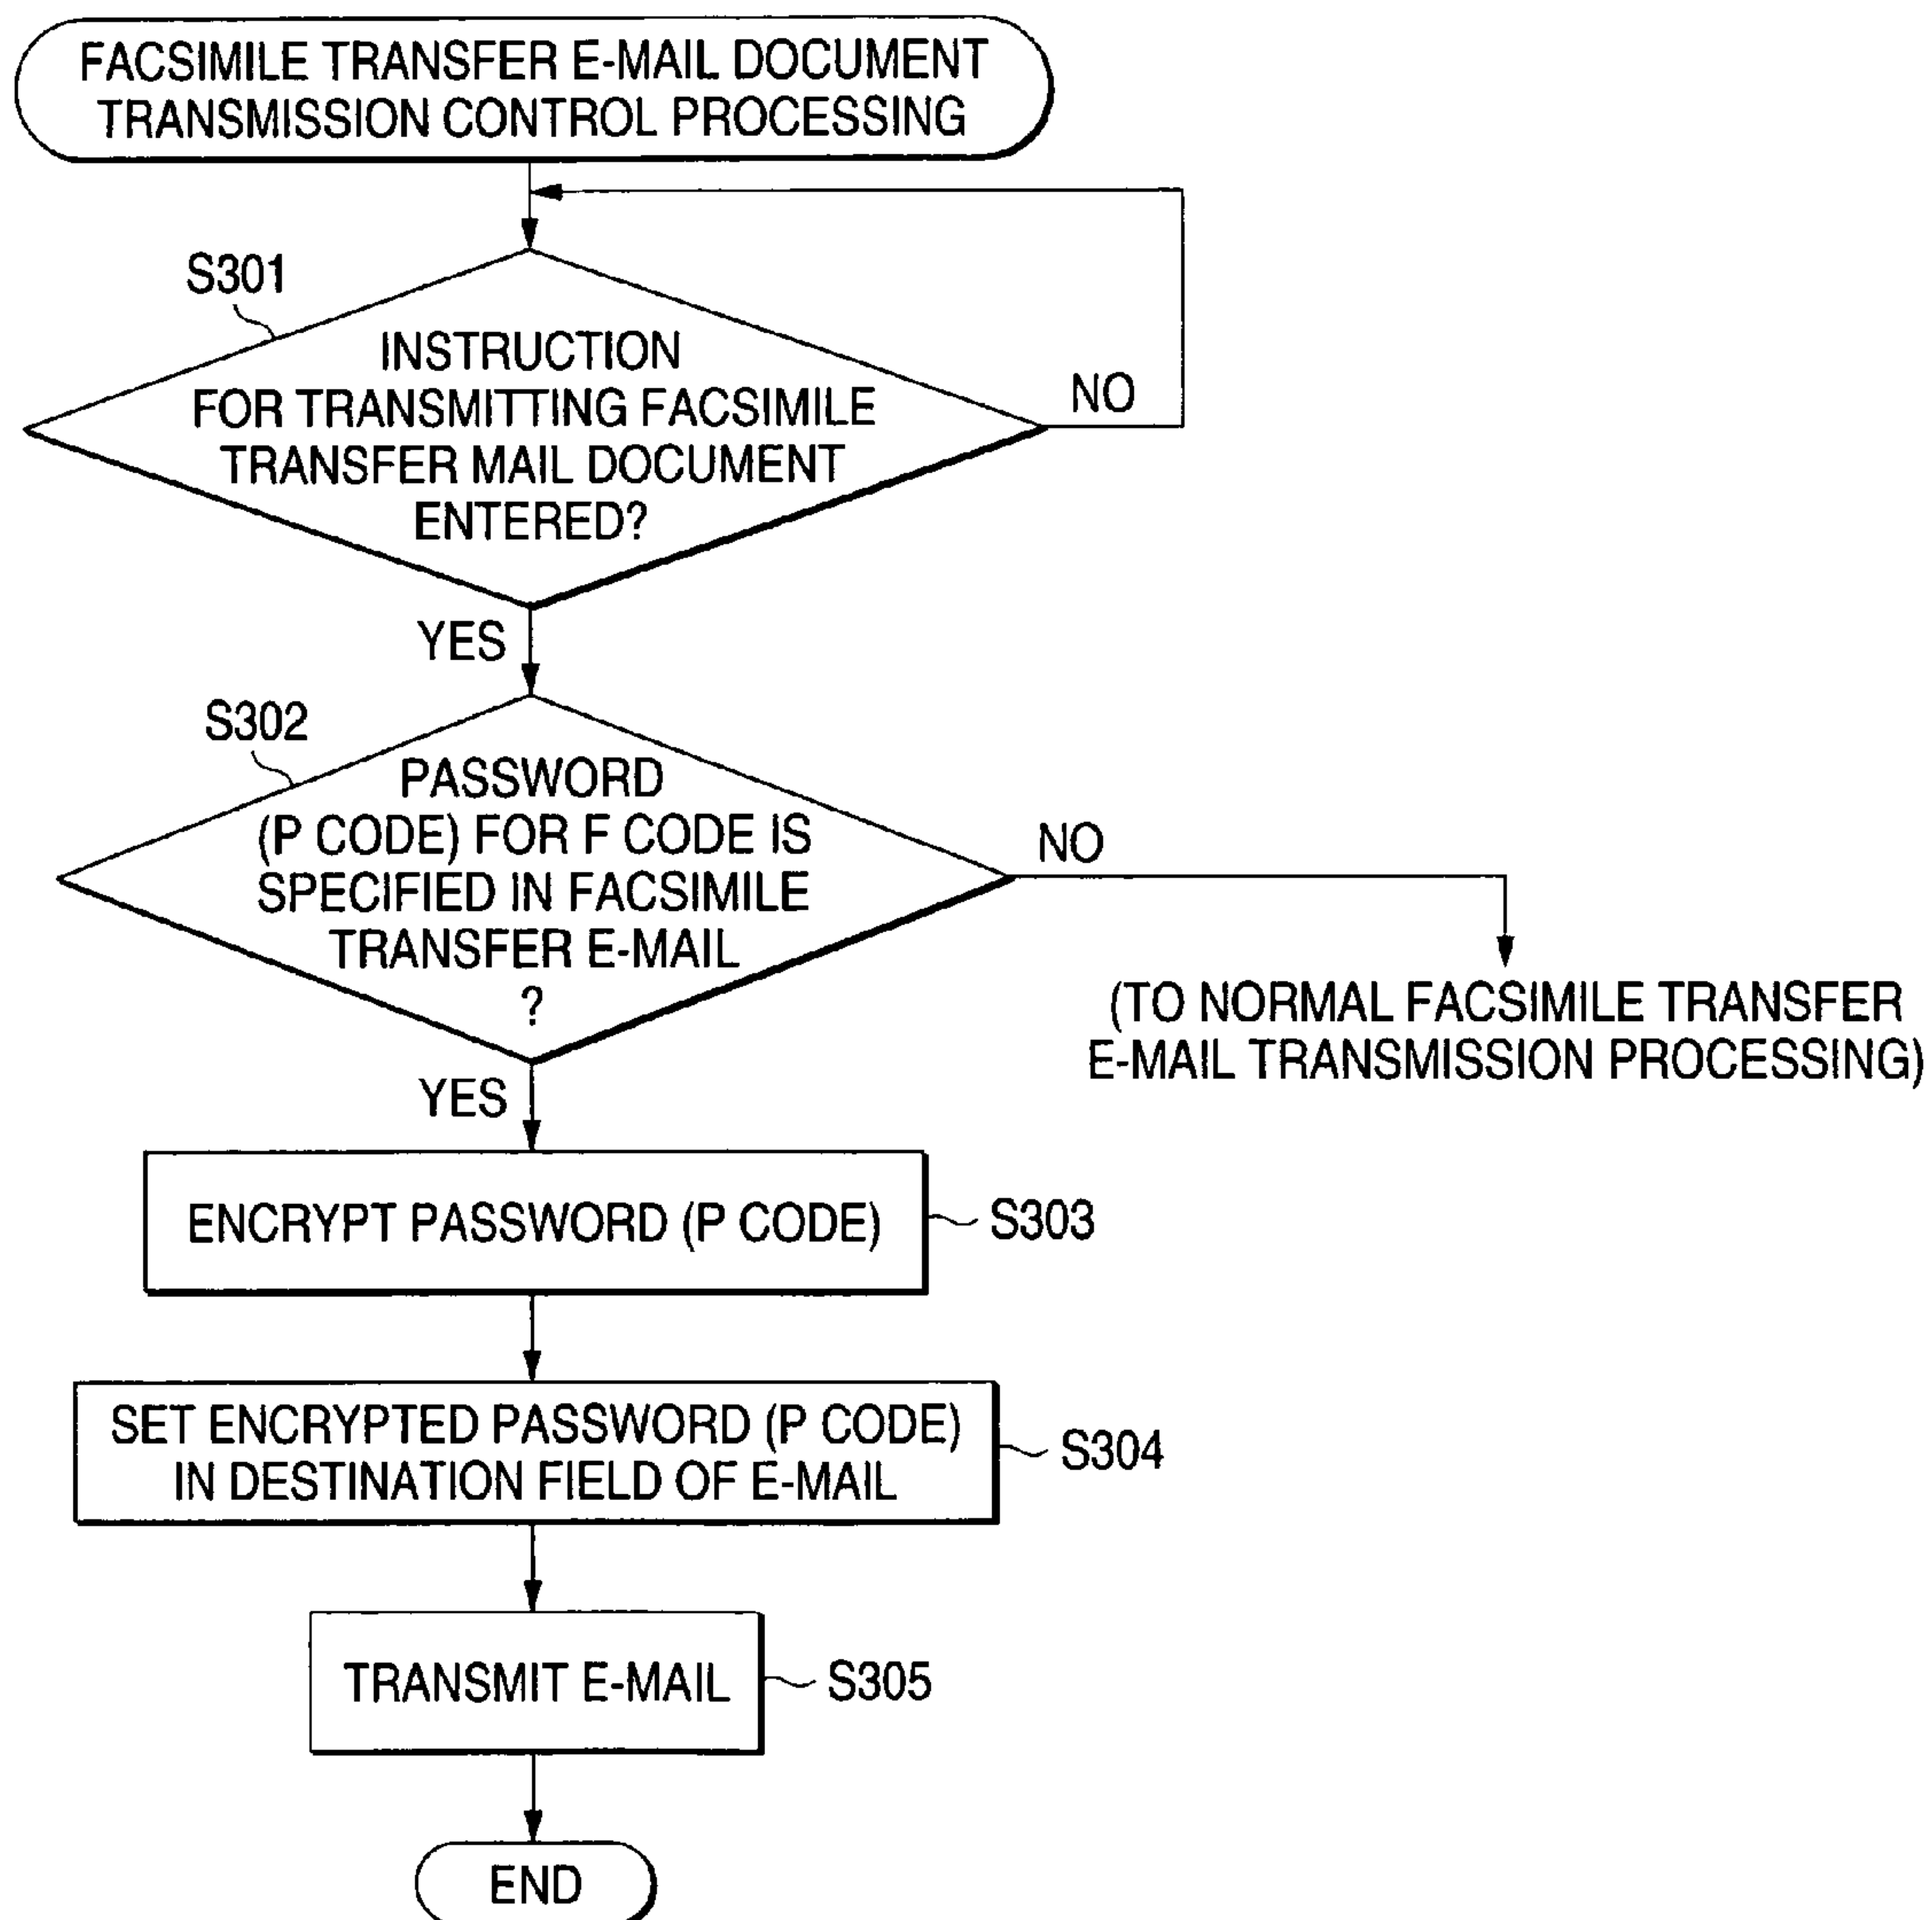 FACSIMILE TRANSFER E-MAIL DOCUMENT
TRANSMISSION CONTROL PROCESSING
S301
INSTRUCTION
FOR TRANSMITTING FACSIMILE
TRANSFER MAIL DOCUMENT
ENTERED?
NO
YES
S302
PASSWORD
(P CODE) FOR F CODE IS
SPECIFIED IN FACSIMILE
TRANSFER E-MAIL
?
NO
(TO NORMAL FACSIMILE TRANSFER
E-MAIL TRANSMISSION PROCESSING)
YES
ENCRYPT PASSWORD (P CODE)
S303
SET ENCRYPTED PASSWORD (P CODE)
IN DESTINATION FIELD OF E-MAIL
S304
TRANSMIT E-MAIL
S305
END